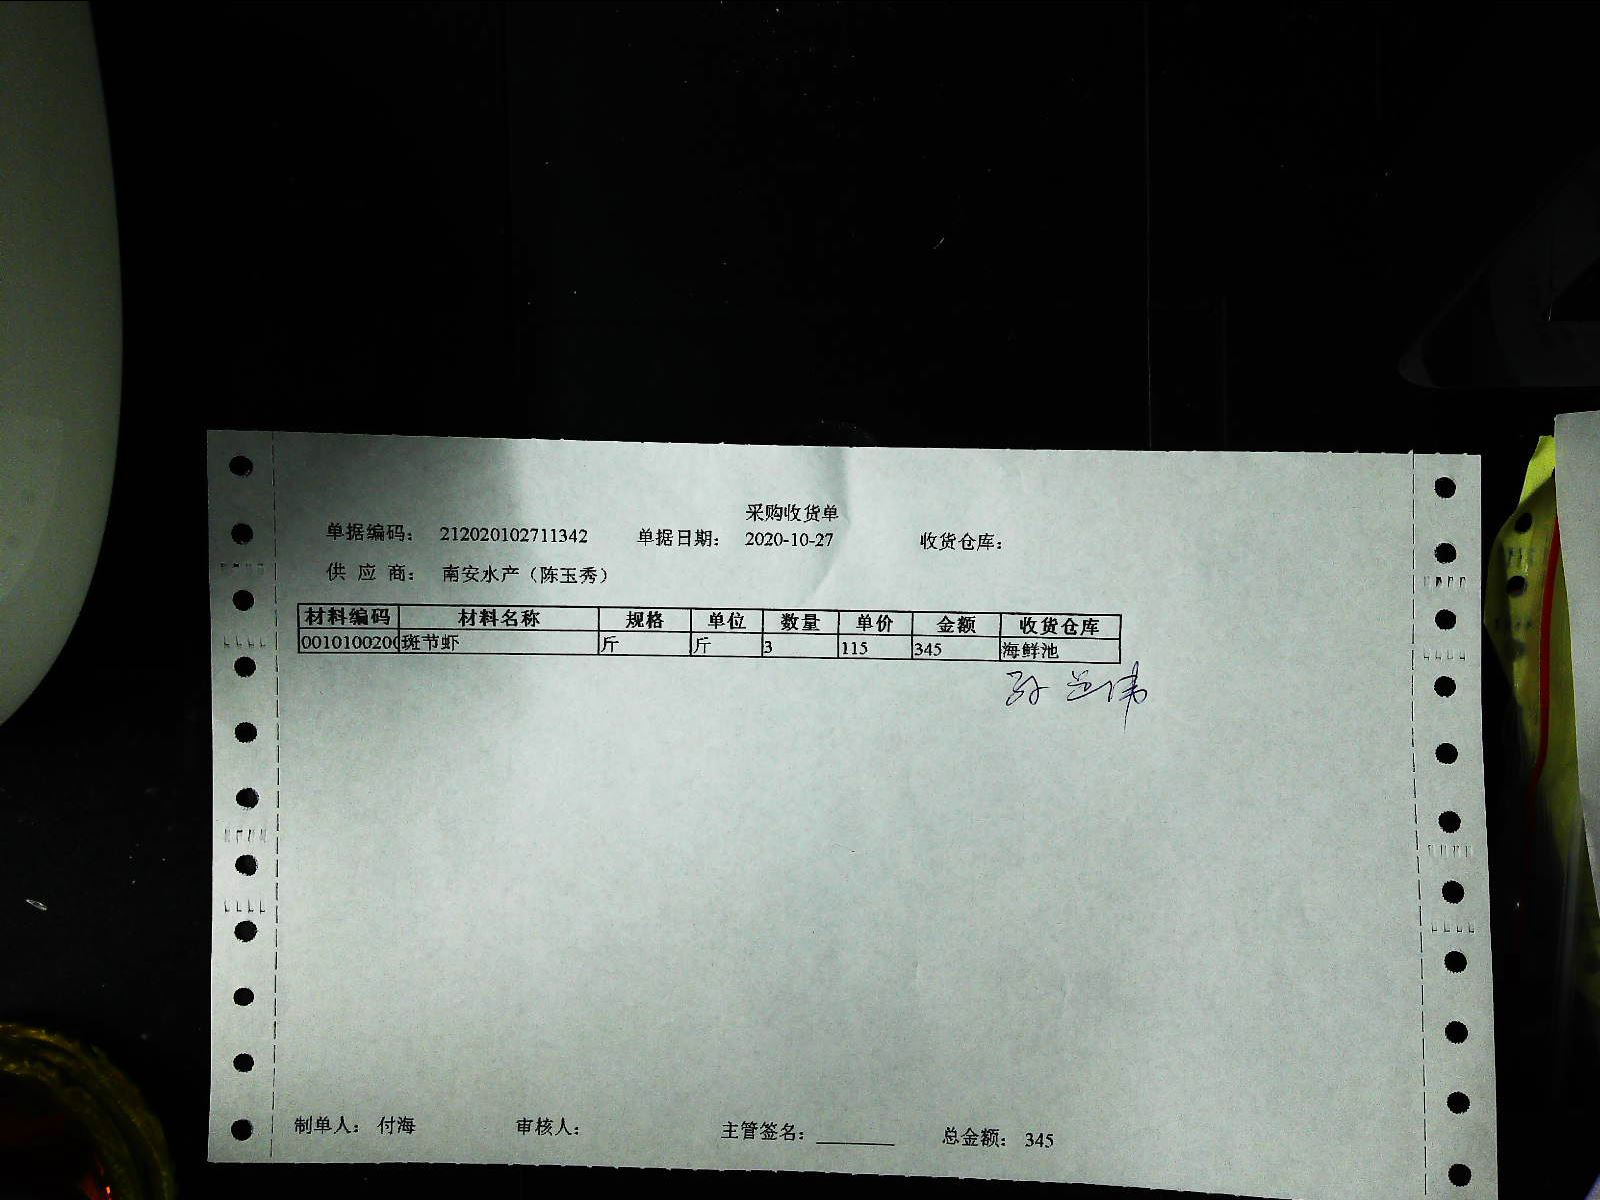 采购收货单
单据编码： 212020102711342 单据日期： 2020-10-27 收货仓库：
供 应 商： 南安水产（陈玉秀）
材料编码 材料名称 规格 单位 数量 单价 金额 收货仓库
0010100200 斑节虾 斤 斤 3 115 345 海鲜池
制单人： 付海 审核人： 主管签名：________ 总金额： 345